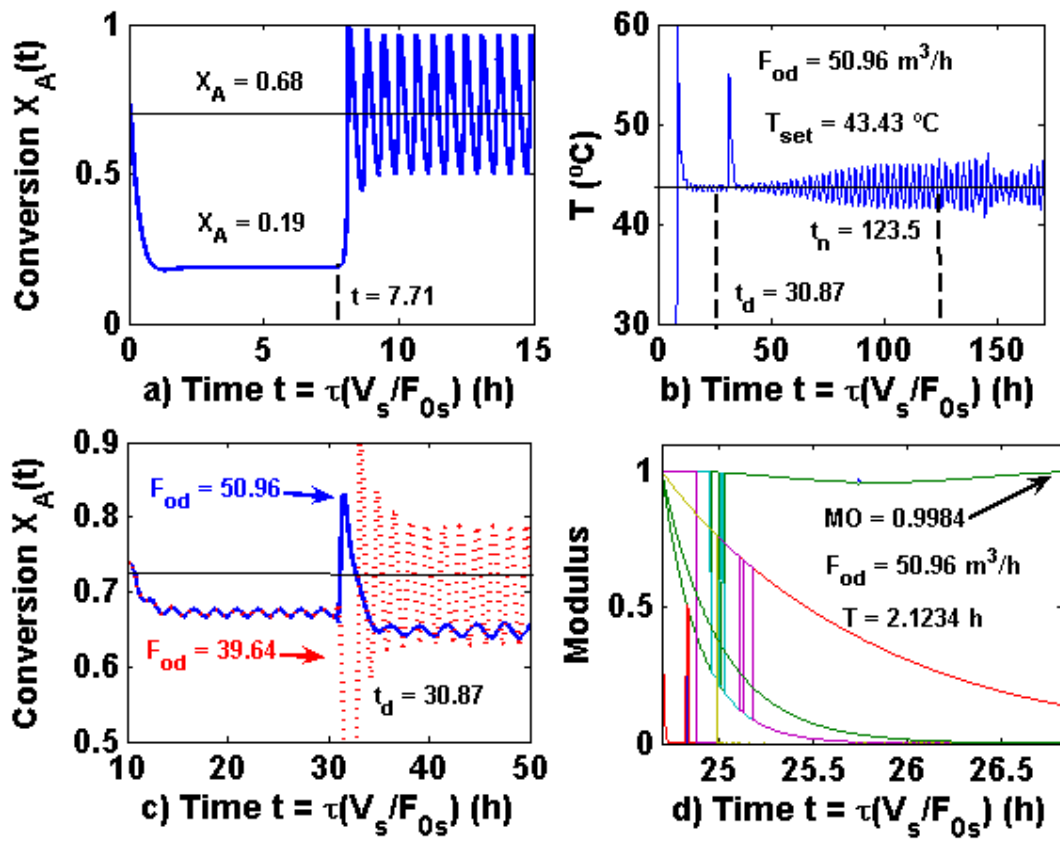 Conversion X_A(t)
1
0.5
0
X_A = 0.68
X_A = 0.19
t = 7.71
0 5 10 15
a) Time t = τ(V_s/F_0s) (h)
T (ºC)
60
50
40
30
F_od = 50.96 m^3/h
T_set = 43.43 ºC
t_n = 123.5
t_d = 30.87
0 50 100 150
b) Time t = τ(V_s/F_0s) (h)
Conversion X_A(t)
0.9
0.8
0.7
0.6
0.5
F_od = 50.96
F_od = 39.64
t_d = 30.87
10 20 30 40 50
c) Time t = τ(V_s/F_0s) (h)
Modulus
1
0.5
0
MO = 0.9984
F_od = 50.96 m^3/h
T = 2.1234 h
25 25.5 26 26.5
d) Time t = τ(V_s/F_0s) (h)